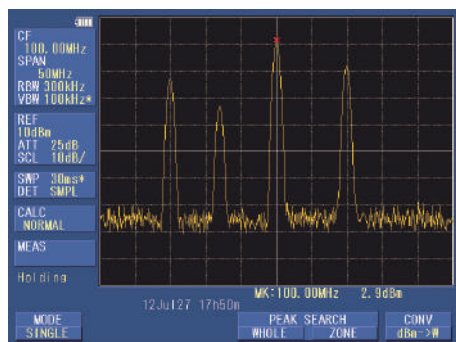 CF
100.00MHz
SPAN
50MHz
RBW 300kHz
VBW 100kHz*
REF
10dBm
ATT 25dB
SCL 10dB/
SWP 30ms*
DET SMPL
CALC
NORMAL
MEAS
Holding
MK:100.00MHz 2.9dBm
12Jul27 17h50m
MODE
SINGLE
PEAK SEARCH
WHOLE ZONE
CONV
dBm->W